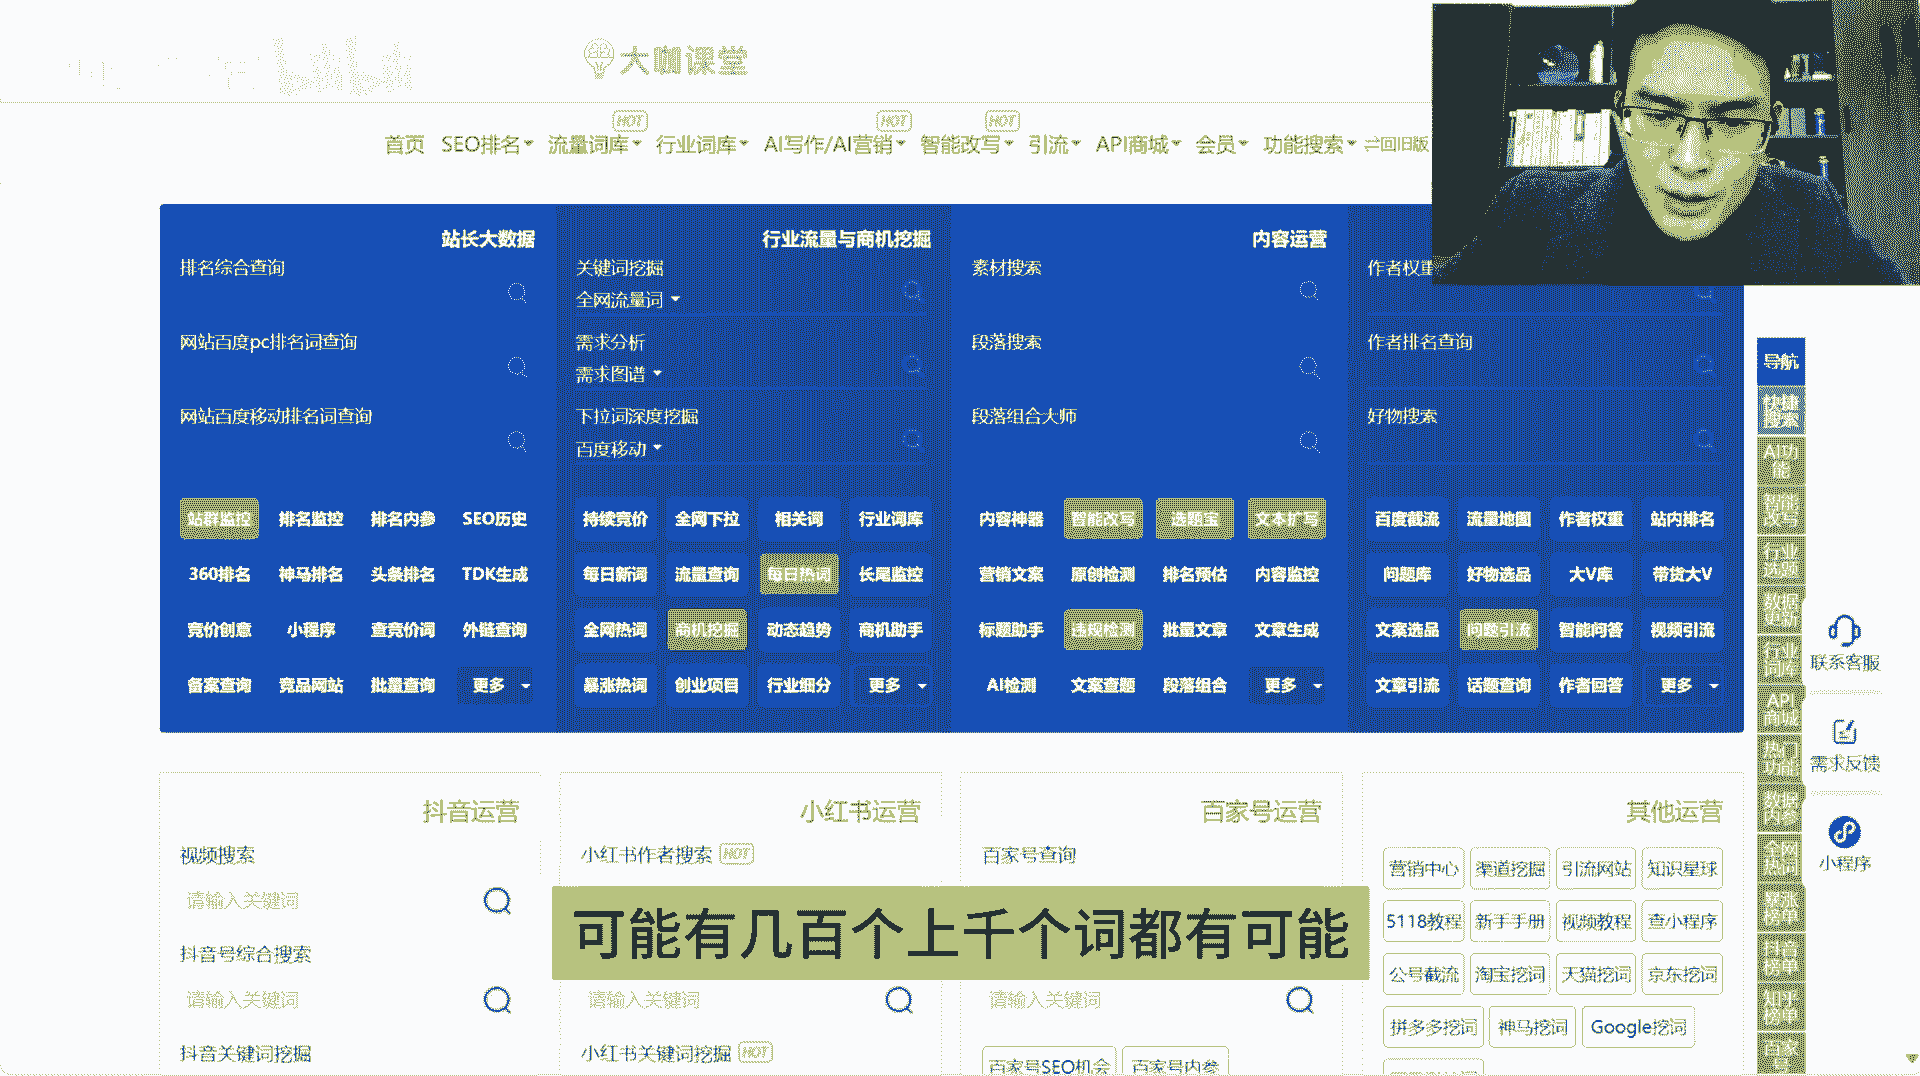 大咖课堂
HOT HOT HOT
首页 SEO排名 流量词库 行业词库 AI写作/AI营销 智能改写 引流 API商城 会员 功能搜索 回旧版
站长大数据 行业流量与商机挖掘 内容运营
排名综合查询 关键词挖掘 素材搜索 作者权重
全网流量词
网站百度pc排名词查询 需求分析 段落搜索 作者排名查询
需求图谱
网站百度移动排名词查询 下拉词深度挖掘 段落组合大师 好物搜索
百度移动
站群监控 排名监控 排名内参 SEO历史 持续竞价 全网下拉 相关词 行业词库 内容神器 智能改写 选题宝 文本扩写 百度截流 流量地图 作者权重 站内排名
360排名 神马排名 头条排名 TDK生成 每日新词 流量查询 每日热词 长尾监控 营销文案 原创检测 排名预估 内容监控 问题库 好物选品 大V库 带货大V
竞价创意 小程序 查竞价词 外链查询 全网热词 商机挖掘 动态趋势 商机助手 标题助手 违规检测 批量文章 文章生成 文案选品 问题引流 智能问答 视频引流
备案查询 竞品网站 批量查询 更多 暴涨热词 创业项目 行业细分 更多 AI检测 文案查题 段落组合 更多 文章引流 话题查询 作者回答 更多
导航
快捷搜索
AI功能
智能改写
行业选题
数据更新
行业词库
API商城
热门功能
数据内参
全网热词
暴涨榜单
抖音榜单
知乎榜单
百家号
联系客服
需求反馈
小程序
抖音运营 小红书运营 百家号运营 其他运营
视频搜索 小红书作者搜索 HOT 百家号查询
营销中心 渠道挖掘 引流网站 知识星球
请输入关键词
5118教程 新手手册 视频教程 查小程序
可能有几百个上千个词都有可能
抖音号综合搜索
公号截流 淘宝挖词 天猫挖词 京东挖词
请输入关键词 请输入关键词 请输入关键词
拼多多挖词 神马挖词 Google挖词
抖音关键词挖掘 小红书关键词挖掘 HOT 百家号SEO机会 百家号内参